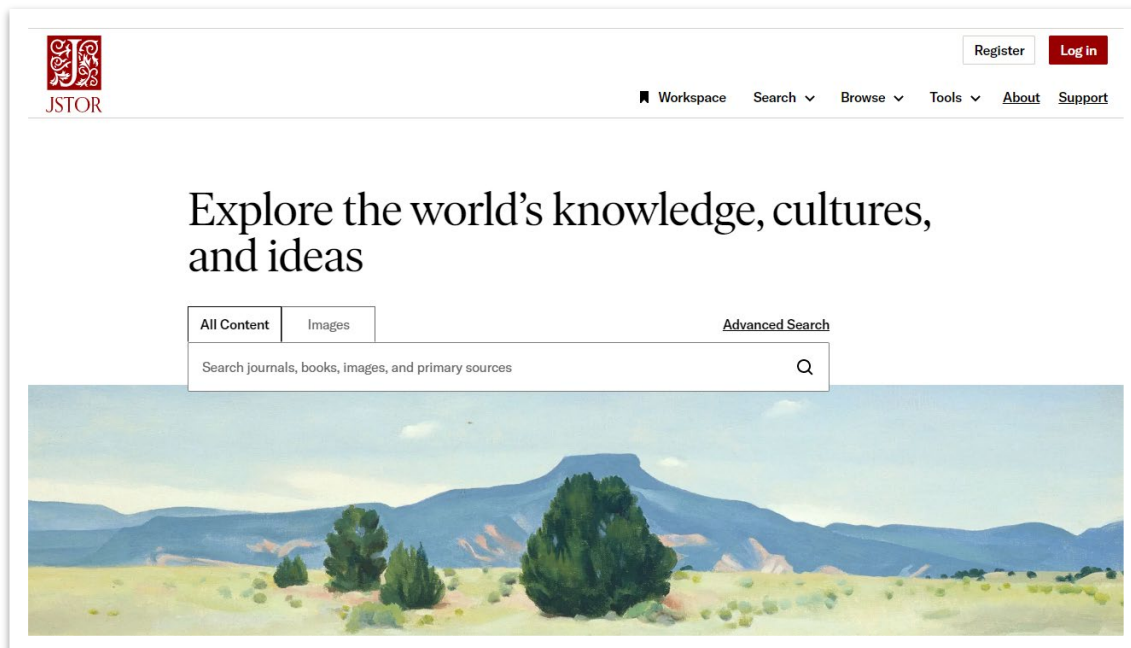 Register Log in
JSTOR
Workspace Search Browse Tools About Support
Explore the world’s knowledge, cultures,
and ideas
All Content Images Advanced Search
Search journals, books, images, and primary sources